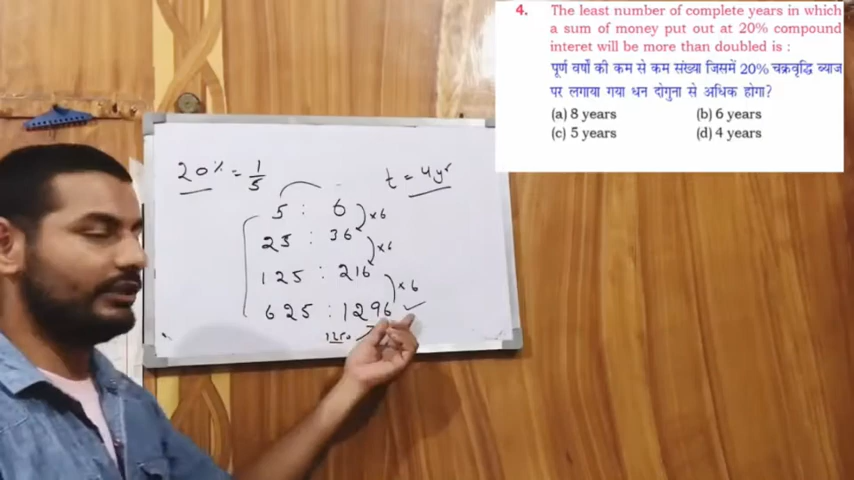 4. The least number of complete years in which
a sum of money put out at 20% compound
interet will be more than doubled is :
पूर्ण वर्षों की कम से कम संख्या जिसमें 20% चक्रवृद्धि ब्याज
पर लगाया गया धन दोगुना से अधिक होगा?
(a) 8 years (b) 6 years
(c) 5 years (d) 4 years
20% = 1/5 t = 4yr
5 : 6 ×6
25 : 36 ×6
125 : 216 ×6
625 : 1296 ✓
1250